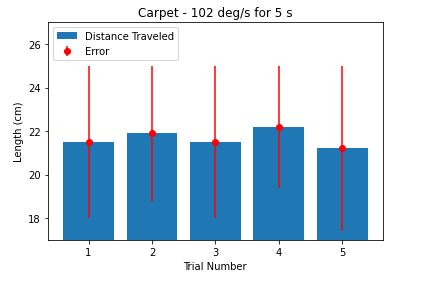 Carpet - 102 deg/s for 5 s
Distance Traveled
Error
26
24
22
20
18
Length (cm)
1 2 3 4 5
Trial Number